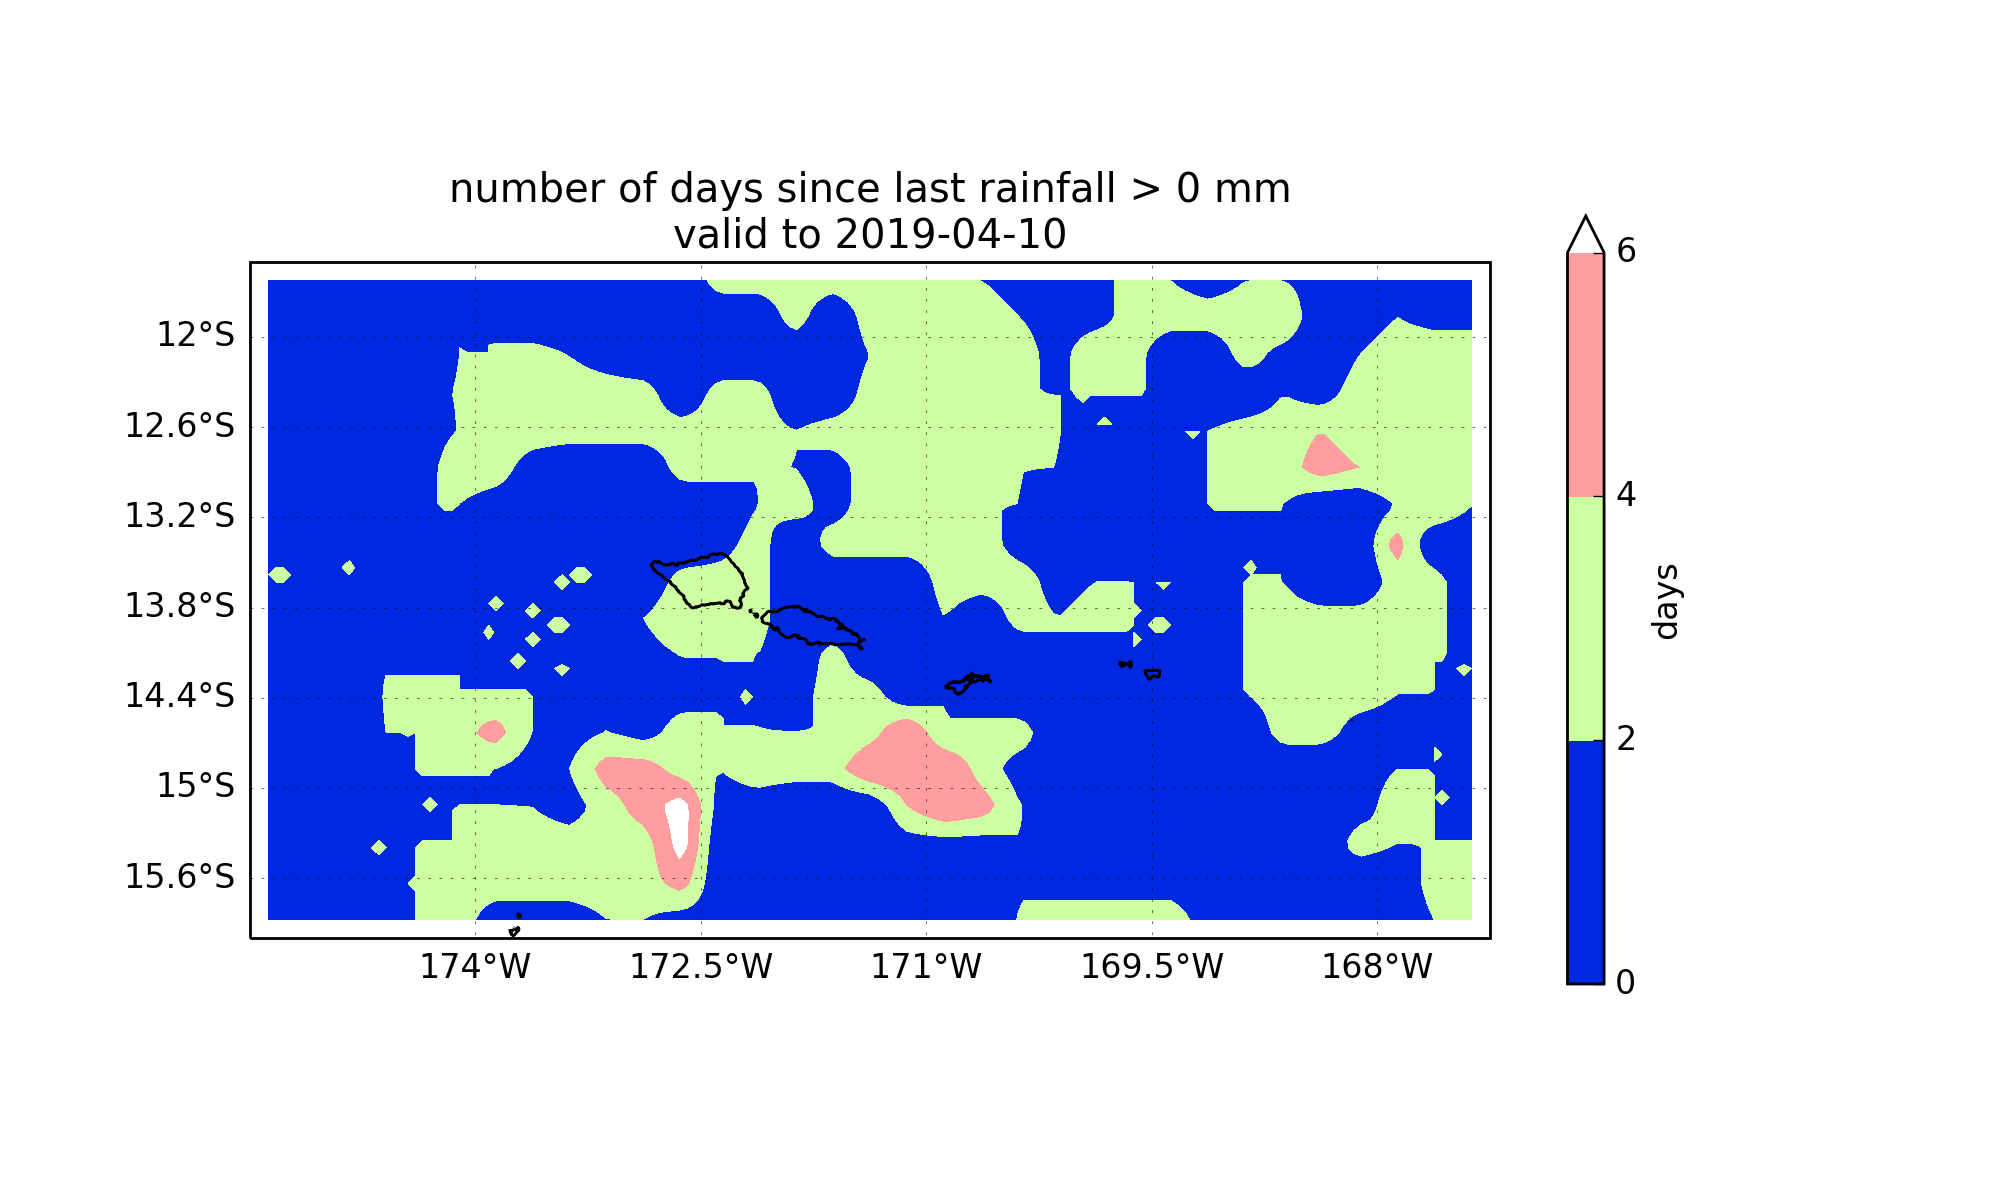 number of days since last rainfall > 0 mm
valid to 2019-04-10
12°S
12.6°S
13.2°S
13.8°S
14.4°S
15°S
15.6°S
174°W 172.5°W 171°W 169.5°W 168°W
6
4
2
0
days